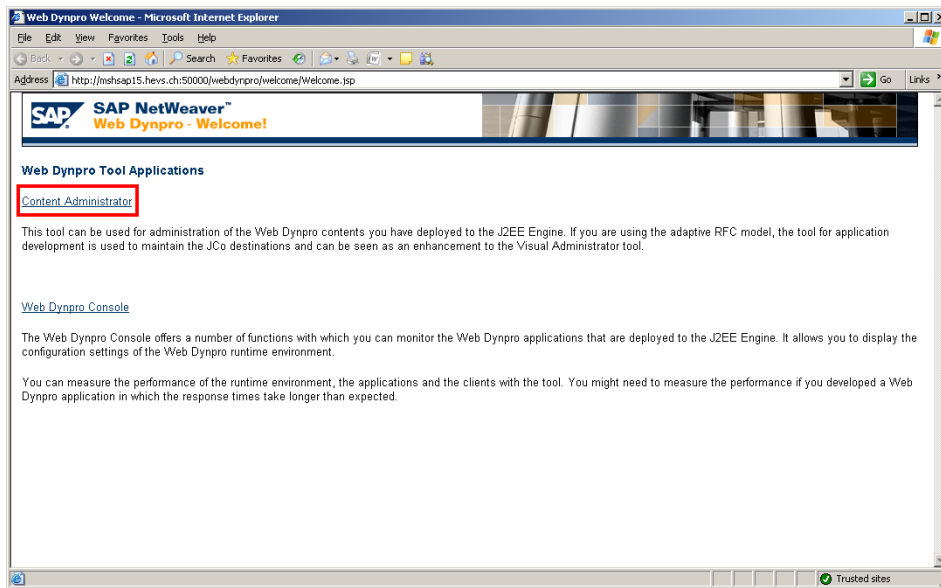 Web Dynpro Welcome - Microsoft Internet Explorer
File Edit View Favorites Tools Help
Back Search Favorites
Address http://mshsap15.hevs.ch:50000/webdynpro/welcome/Welcome.jsp Go Links
SAP SAP NetWeaver™
Web Dynpro - Welcome!
Web Dynpro Tool Applications
Content Administrator
This tool can be used for administration of the Web Dynpro contents you have deployed to the J2EE Engine. If you are using the adaptive RFC model, the tool for application
development is used to maintain the JCo destinations and can be seen as an enhancement to the Visual Administrator tool.
Web Dynpro Console
The Web Dynpro Console offers a number of functions with which you can monitor the Web Dynpro applications that are deployed to the J2EE Engine. It allows you to display the
configuration settings of the Web Dynpro runtime environment.
You can measure the performance of the runtime environment, the applications and the clients with the tool. You might need to measure the performance if you developed a Web
Dynpro application in which the response times take longer than expected.
Trusted sites